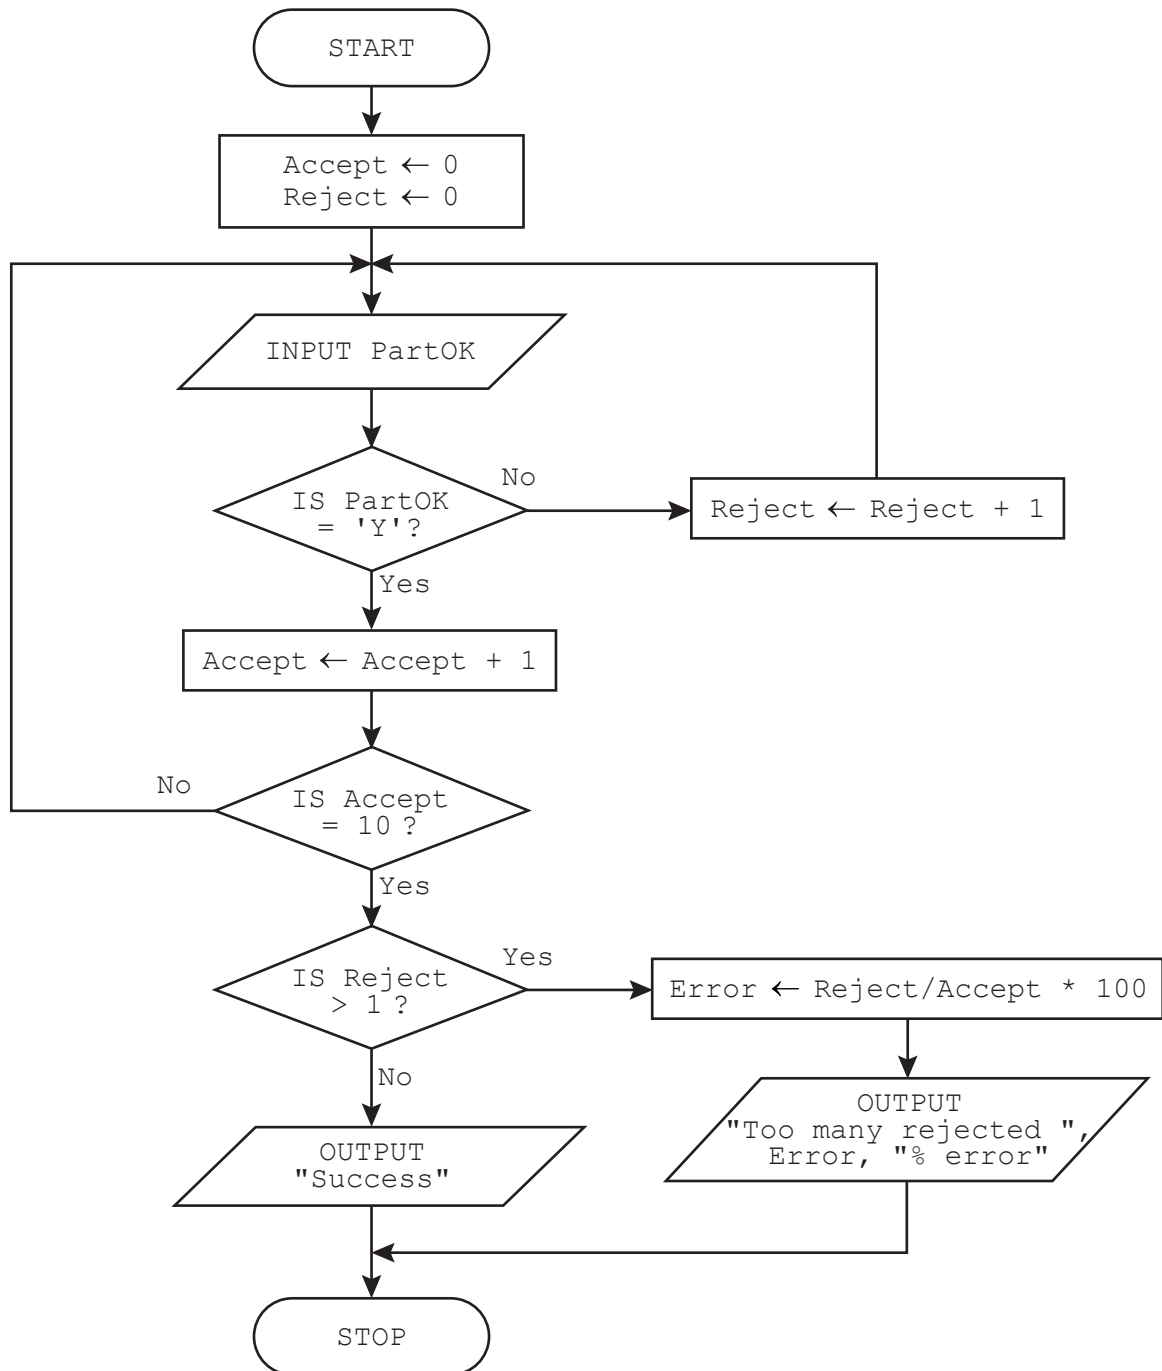 START
Accept ← 0
Reject ← 0
INPUT PartOK
IS PartOK
= 'Y'?
No
Reject ← Reject + 1
Yes
Accept ← Accept + 1
No
IS Accept
= 10 ?
Yes
IS Reject
> 1 ?
Yes
Error ← Reject/Accept * 100
No
OUTPUT
"Too many rejected ",
Error, "% error"
OUTPUT
"Success"
STOP